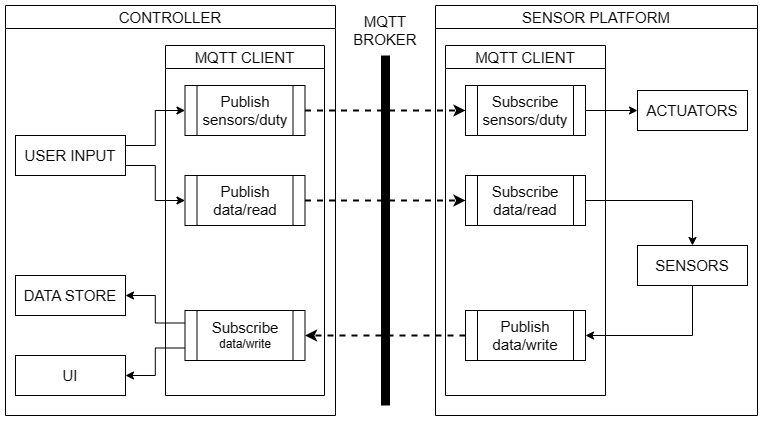 CONTROLLER
MQTT
BROKER
SENSOR PLATFORM
MQTT CLIENT
MQTT CLIENT
Publish
sensors/duty
Subscribe
sensors/duty
ACTUATORS
USER INPUT
Publish
data/read
Subscribe
data/read
SENSORS
DATA STORE
Subscribe
data/write
Publish
data/write
UI